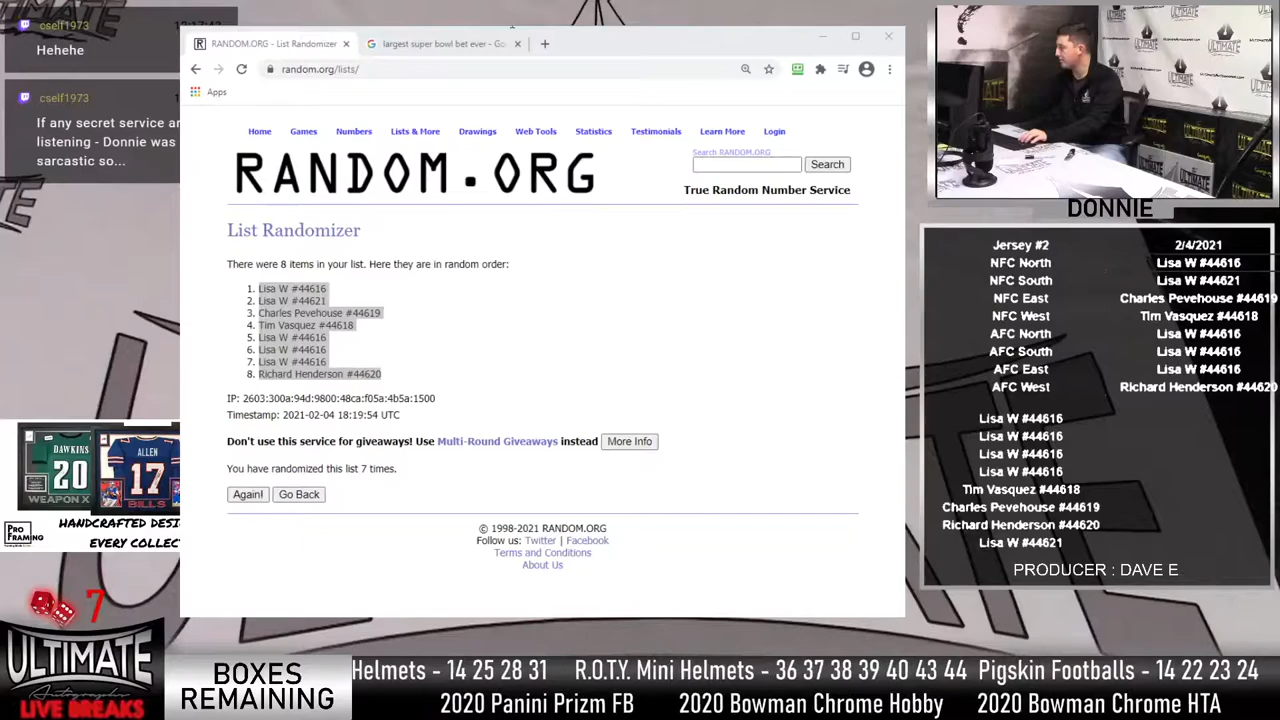 cself1973
Hehehe
cself1973
If any secret service ar
listening - Donnie was
sarcastic so...
RANDOM.ORG - List Randomizer
largest super bowl bet ever - Go
random.org/lists/
Apps
Home Games Numbers Lists & More Drawings Web Tools Statistics Testimonials Learn More Login
Search RANDOM.ORG
RANDOM.ORG
Search
True Random Number Service
List Randomizer
There were 8 items in your list. Here they are in random order:
1. Lisa W #44616
2. Lisa W #44621
3. Charles Pevehouse #44619
4. Tim Vasquez #44618
5. Lisa W #44616
6. Lisa W #44616
7. Lisa W #44616
8. Richard Henderson #44620
IP: 2603:300a:94d:9800:48ca:f05a:4b5a:1500
Timestamp: 2021-02-04 18:19:54 UTC
Don't use this service for giveaways! Use Multi-Round Giveaways instead More Info
You have randomized this list 7 times.
Again! Go Back
© 1998-2021 RANDOM.ORG
Follow us: Twitter | Facebook
Terms and Conditions
About Us
ULTIMATE
DONNIE
Jersey #2 2/4/2021
NFC North Lisa W #44616
NFC South Lisa W #44621
NFC East Charles Pevehouse #44619
NFC West Tim Vasquez #44618
AFC North Lisa W #44616
AFC South Lisa W #44616
AFC East Lisa W #44616
AFC West Richard Henderson #44620
Lisa W #44616
Lisa W #44616
Lisa W #44616
Lisa W #44616
Tim Vasquez #44618
Charles Pevehouse #44619
Richard Henderson #44620
Lisa W #44621
PRODUCER : DAVE E
DAWKINS
20
WEAPON X
ALLEN
17
BILLS
PRO
FRAMING
HANDCRAFTED DESI
EVERY COLLECT
7
ULTIMATE
Autographs
LIVE BREAKS
BOXES
REMAINING
Helmets - 14 25 28 31 R.O.T.Y. Mini Helmets - 36 37 38 39 40 43 44 Pigskin Footballs - 14 22 23 24
2020 Panini Prizm FB 2020 Bowman Chrome Hobby 2020 Bowman Chrome HTA